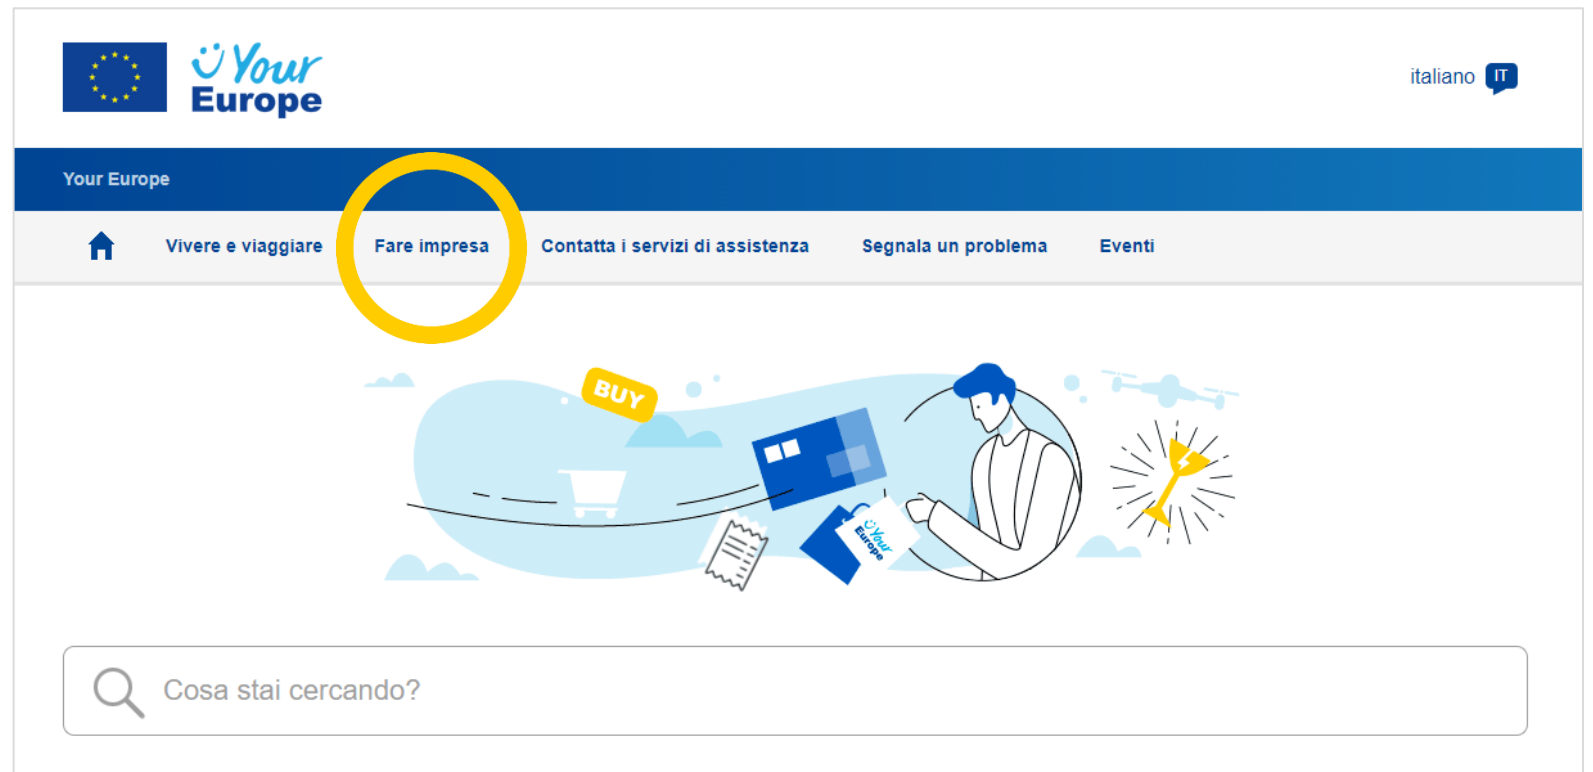 Your
Europe
italiano IT
Your Europe
Vivere e viaggiare Fare impresa Contatta i servizi di assistenza Segnala un problema Eventi
BUY
Your
Europe
Cosa stai cercando?